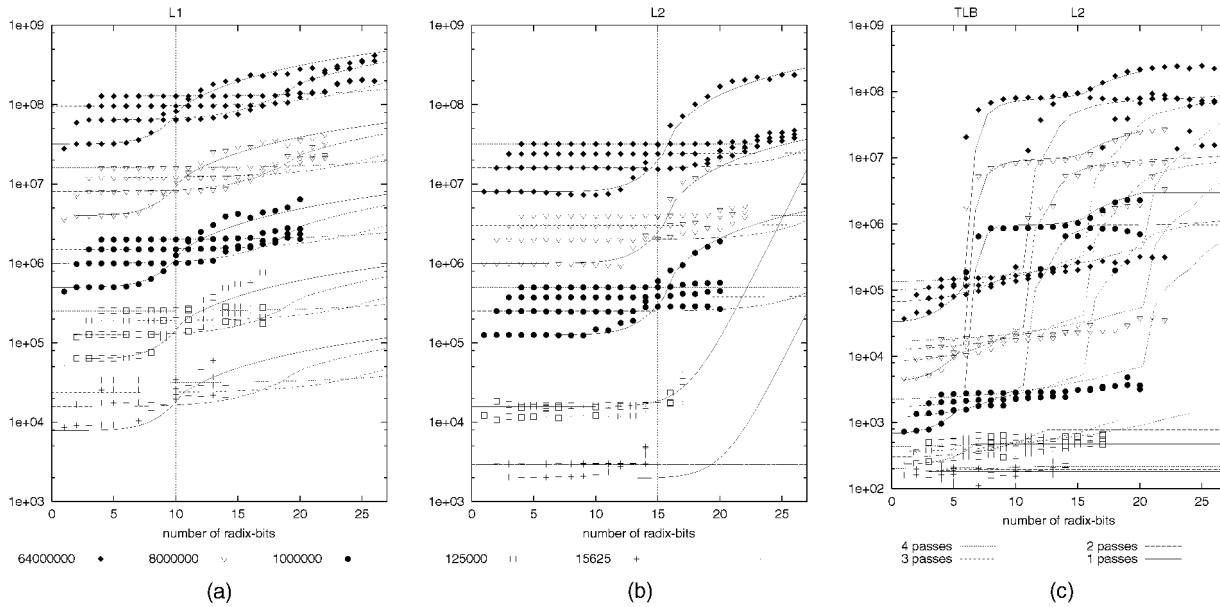 L1
1e+09
1e+08
1e+07
1e+06
1e+05
1e+04
1e+03
0 5 10 15 20 25
number of radix-bits
L2
1e+09
1e+08
1e+07
1e+06
1e+05
1e+04
1e+03
0 5 10 15 20 25
number of radix-bits
TLB L2
1e+09
1e+08
1e+07
1e+06
1e+05
1e+04
1e+03
1e+02
0 5 10 15 20 25
number of radix-bits
64000000 8000000 1000000 125000 15625
4 passes 2 passes
3 passes 1 passes
(a) (b) (c)